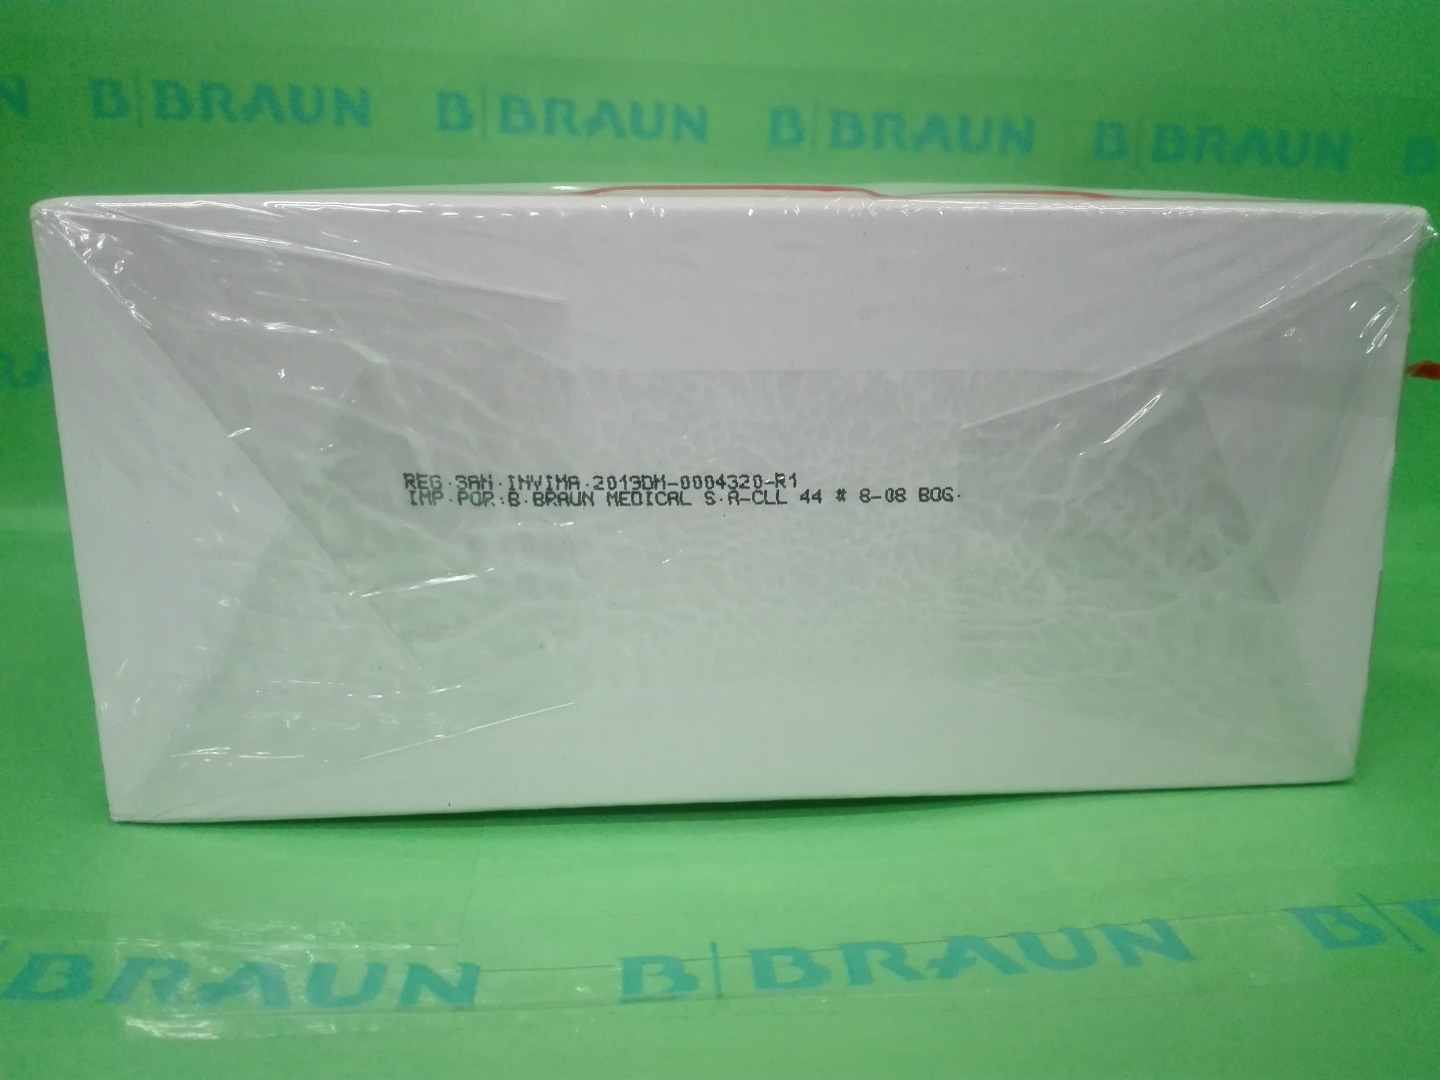 B|BRAUN B|BRAUN B|BRAUN B|BRAUN
REG.SAN.INVIMA.2013DM-0004320-R1
IMP.POR:B.BRAUN MEDICAL S.A-CLL 44 # 8-08 BOG.
BRAUN B|BRAUN B|